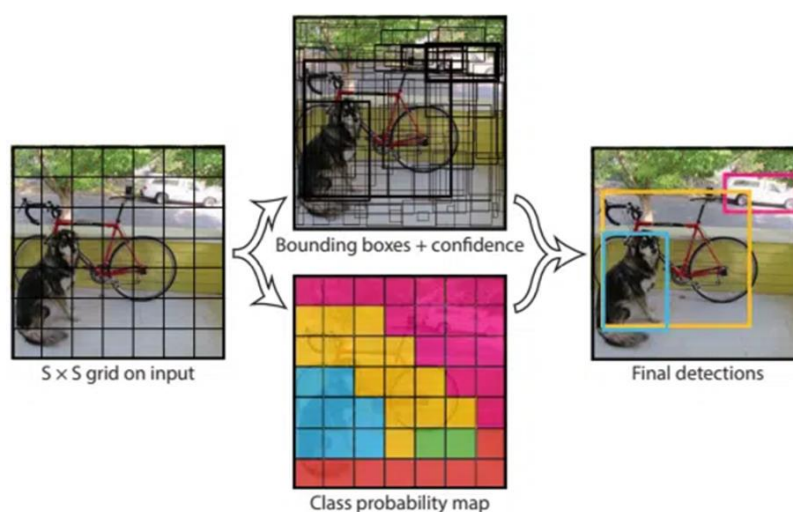 Bounding boxes + confidence
S × S grid on input
Final detections
Class probability map